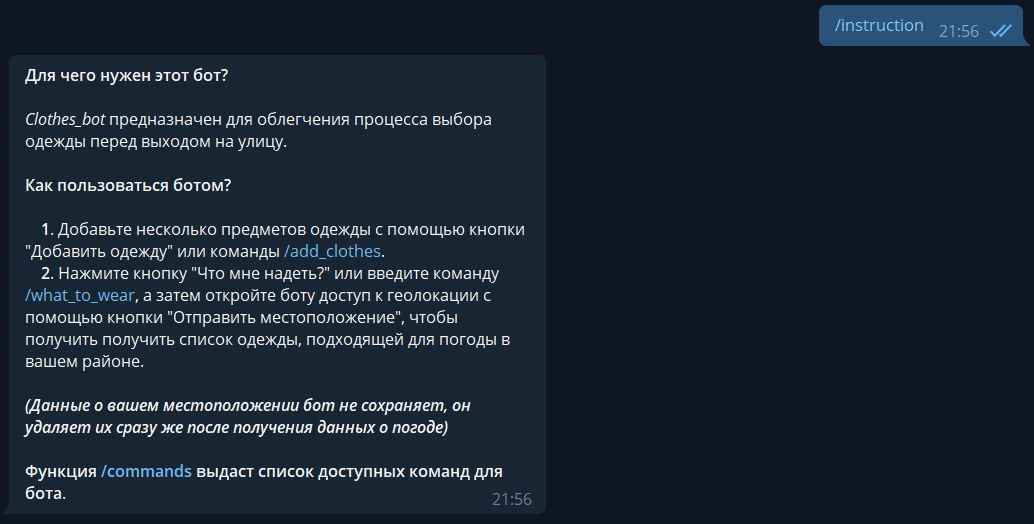 /instruction 21:56
Для чего нужен этот бот?
Clothes_bot предназначен для облегчения процесса выбора
одежды перед выходом на улицу.
Как пользоваться ботом?
1. Добавьте несколько предметов одежды с помощью кнопки
"Добавить одежду" или команды /add_clothes.
2. Нажмите кнопку "Что мне надеть?" или введите команду
/what_to_wear, а затем откройте боту доступ к геолокации с
помощью кнопки "Отправить местоположение", чтобы
получить получить список одежды, подходящей для погоды в
вашем районе.
(Данные о вашем местоположении бот не сохраняет, он
удаляет их сразу же после получения данных о погоде)
Функция /commands выдаст список доступных команд для
бота.
21:56